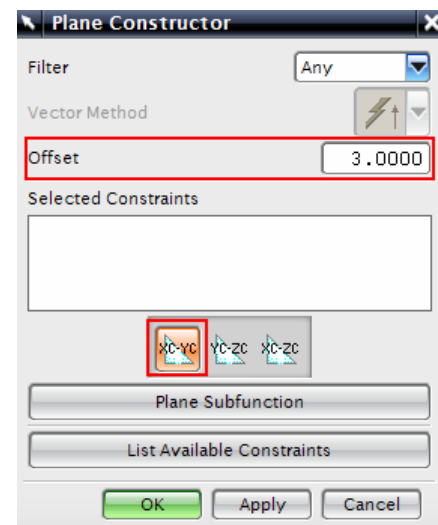 Plane Constructor
Filter Any
Vector Method
Offset 3.0000
Selected Constraints
XC-YC YC-ZC XC-ZC
Plane Subfunction
List Available Constraints
OK Apply Cancel